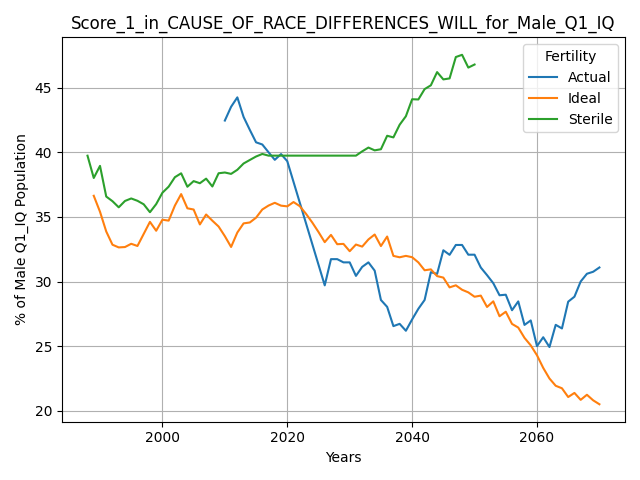 Score_1_in_CAUSE_OF_RACE_DIFFERENCES_WILL_for_Male_Q1_IQ
Fertility
Actual
Ideal
Sterile
% of Male Q1_IQ Population
45
40
35
30
25
20
2000
2020
2040
2060
Years